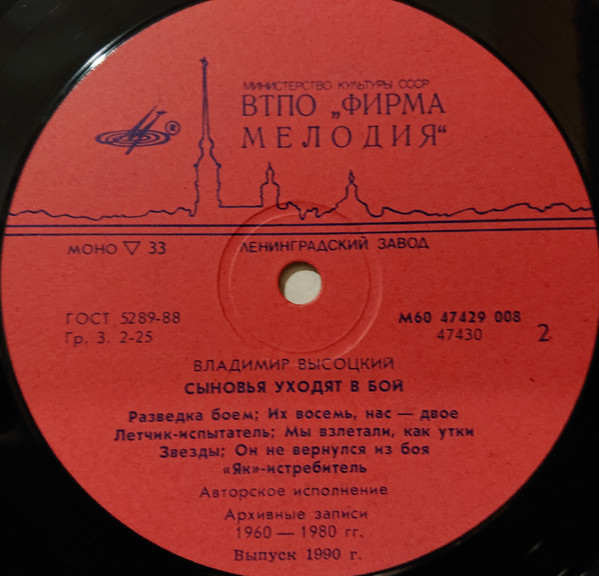 МИНИСТЕРСТВО КУЛЬТУРЫ СССР
ВТПО „ФИРМА
МЕЛОДИЯ“
®
МОНО ▽ 33
ЛЕНИНГРАДСКИЙ ЗАВОД
ГОСТ 5289-88
Гр. 3. 2-25
М60 47429 008
47430
2
ВЛАДИМИР ВЫСОЦКИЙ
СЫНОВЬЯ УХОДЯТ В БОЙ
Разведка боем; Их восемь, нас — двое
Летчик-испытатель; Мы взлетали, как утки
Звезды; Он не вернулся из боя
«Як»-истребитель
Авторское исполнение
Архивные записи
1960 — 1980 гг.
Выпуск 1990 г.